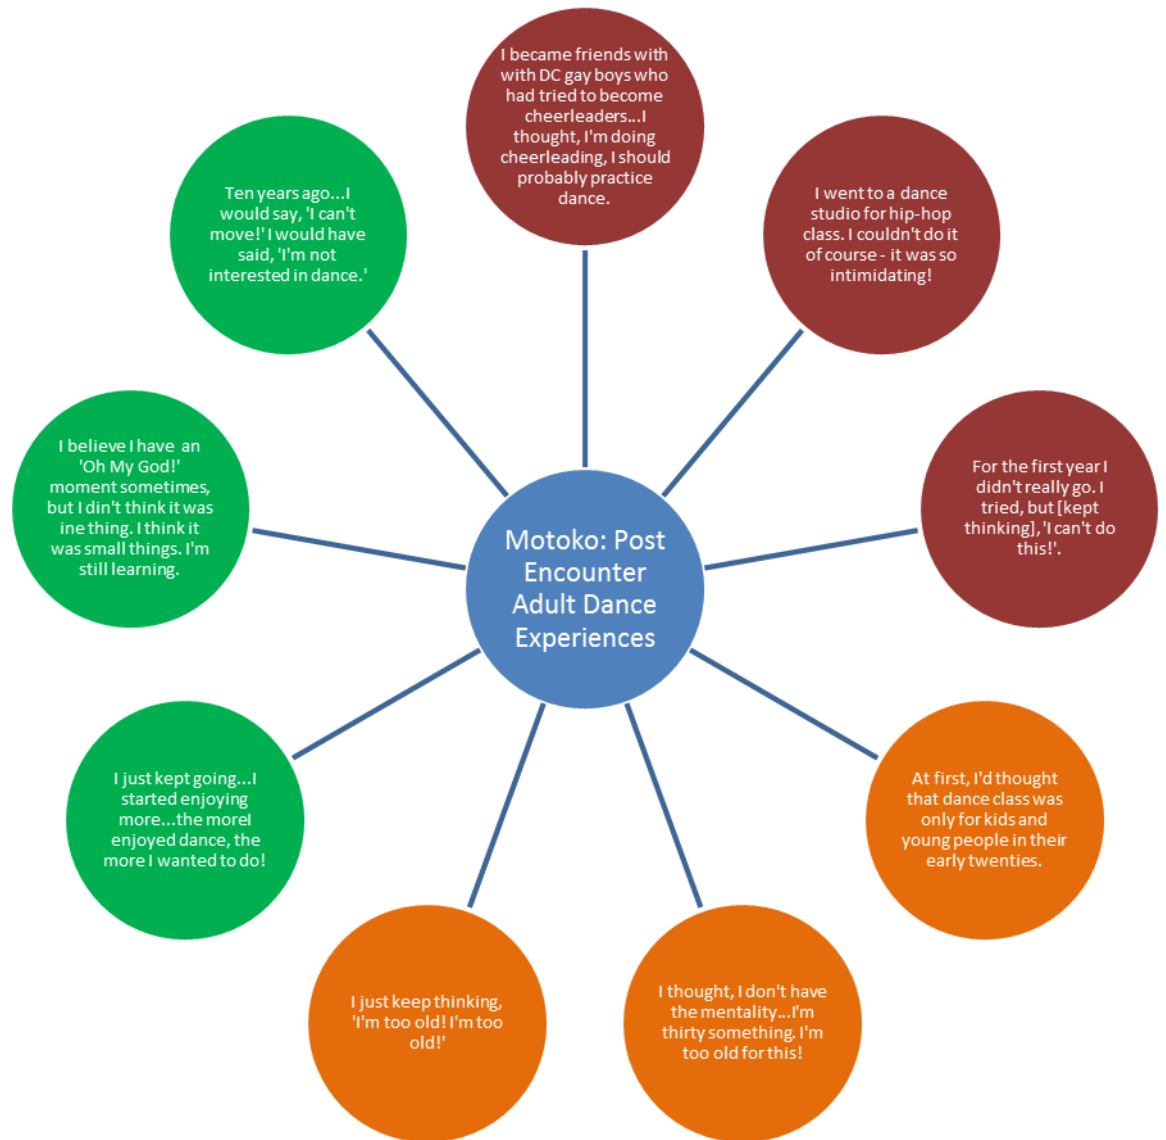 I became friends with
with DC gay boys who
had tried to become
cheerleaders...I
thought, I'm doing
cheerleading, I should
probably practice
dance.
I went to a dance
studio for hip-hop
class. I couldn't do it
of course - it was so
intimidating!
For the first year I
didn't really go. I
tried, but [kept
thinking], 'I can't do
this!'.
At first, I'd thought
that dance class was
only for kids and
young people in their
early twenties.
I thought, I don't have
the mentality...I'm
thirty something. I'm
too old for this!
I just keep thinking,
'I'm too old! I'm too
old!'
I just kept going...I
started enjoying
more...the moreI
enjoyed dance, the
more I wanted to do!
I believe I have an
'Oh My God!'
moment sometimes,
but I din't think it was
ine thing. I think it
was small things. I'm
still learning.
Ten years ago...I
would say, 'I can't
move!' I would have
said, 'I'm not
interested in dance.'
Motoko: Post
Encounter
Adult Dance
Experiences